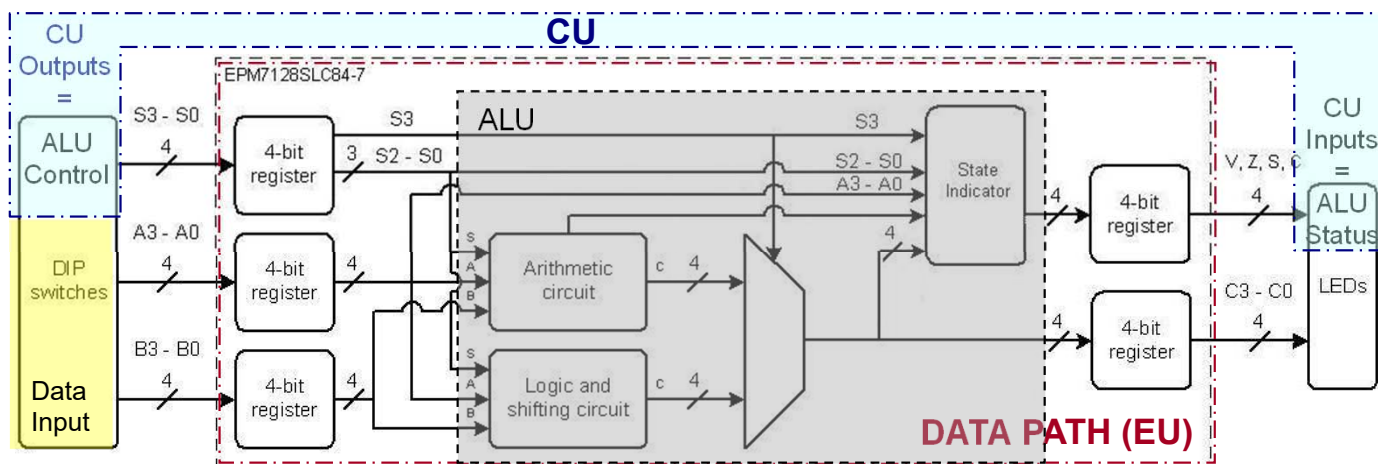 CU
CU
Outputs
=
EPM7128SLC84-7
S3 - S0
4
ALU
Control
4-bit
register
S3
3
S2 - S0
ALU
S3
S2 - S0
A3 - A0
State
Indicator
4
4
4-bit
register
V, Z, S, C
4
CU
Inputs
=
ALU
Status
A3 - A0
4
DIP
switches
4-bit
register
4
S
A
B
Arithmetic
circuit
c
4
B3 - B0
4
Data
Input
4-bit
register
4
S
A
B
Logic and
shifting circuit
c
4
4
4-bit
register
C3 - C0
4
LEDs
DATA PATH (EU)